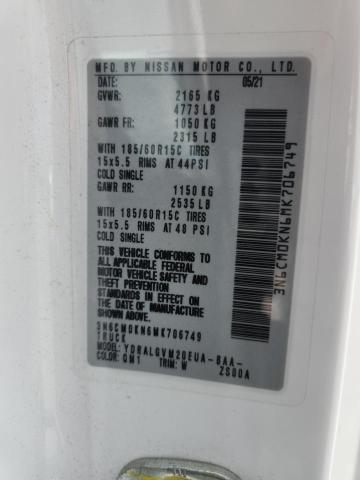 MFG. BY NISSAN MOTOR CO., LTD.
DATE: 05/21
GVWR: 2165 KG
4773 LB
GAWR FR: 1050 KG
2315 LB
WITH 185/60R15C TIRES
15x5.5 RIMS AT 44PSI
COLD SINGLE
GAWR RR: 1150 KG
2535 LB
WITH 185/60R15C TIRES
15x5.5 RIMS AT 48 PSI
COLD SINGLE
THIS VEHICLE CONFORMS TO
ALL APPLICABLE FEDERAL
MOTOR VEHICLE SAFETY AND
THEFT PREVENTION
STANDARDS IN EFFECT ON
THE DATE OF MANUFACTURE
SHOWN ABOVE.
3N6CM0KN6MK706749
TRUCK
MODEL: YDRALGVM20EUA-BAA-
ZS00A
COLOR: QM1 TRIM: W
3N6CM0KN6MK706749